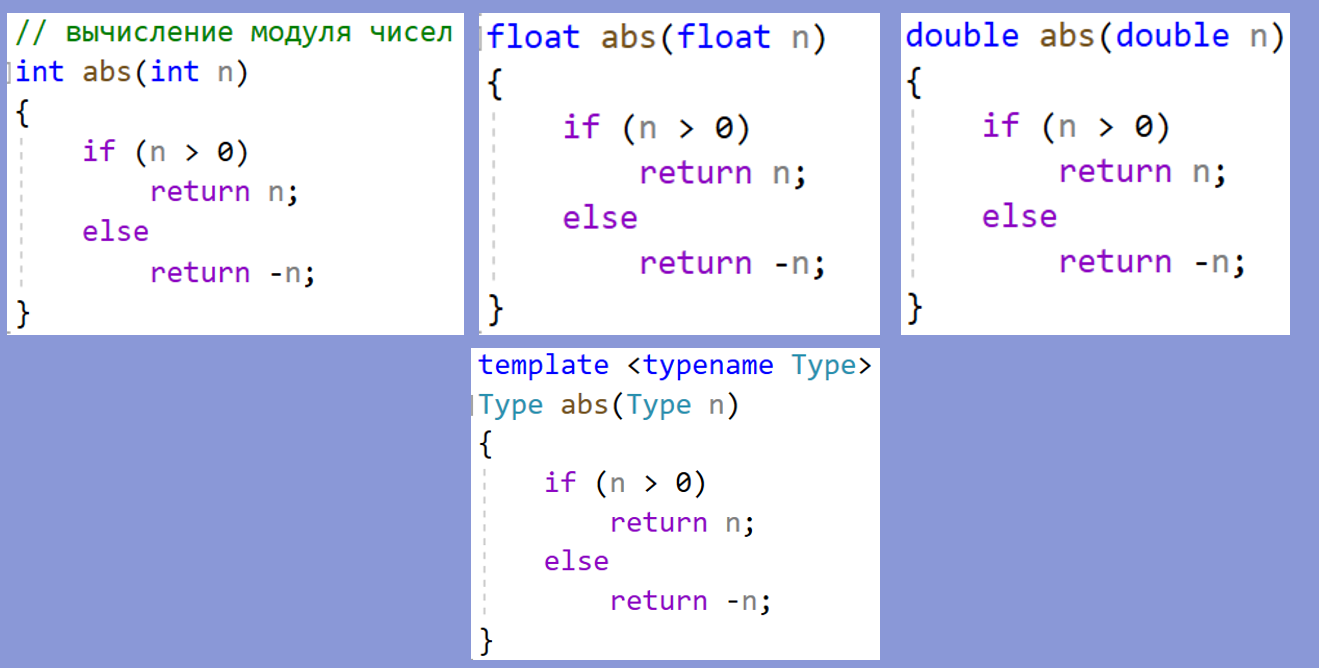 // вычисление модуля чисел
int abs(int n)
{
    if (n > 0)
        return n;
    else
        return -n;
}
float abs(float n)
{
    if (n > 0)
        return n;
    else
        return -n;
}
double abs(double n)
{
    if (n > 0)
        return n;
    else
        return -n;
}
template <typename Type>
Type abs(Type n)
{
    if (n > 0)
        return n;
    else
        return -n;
}